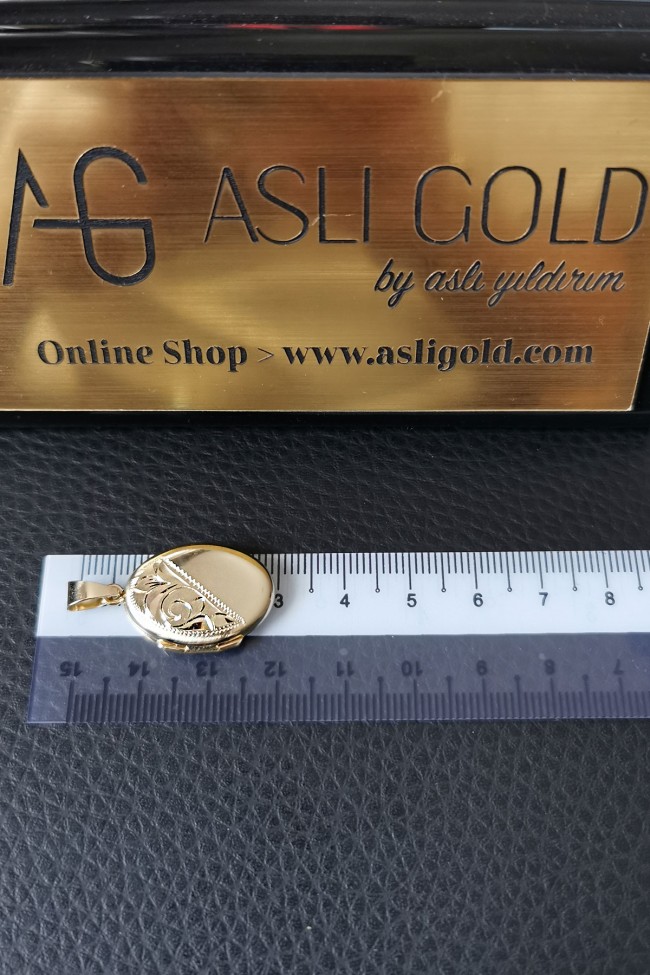 AG ASLI GOLD
by aslı yıldırım
Online Shop > www.asligold.com
3 4 5 6 7 8
15 14 13 12 11 10 9 8 7